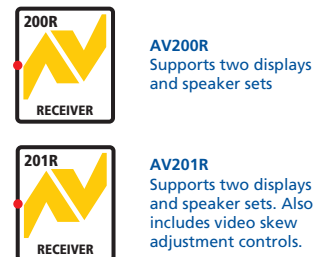 200R
RECEIVER
AV200R
Supports two displays
and speaker sets
201R
RECEIVER
AV201R
Supports two displays
and speaker sets. Also
includes video skew
adjustment controls.